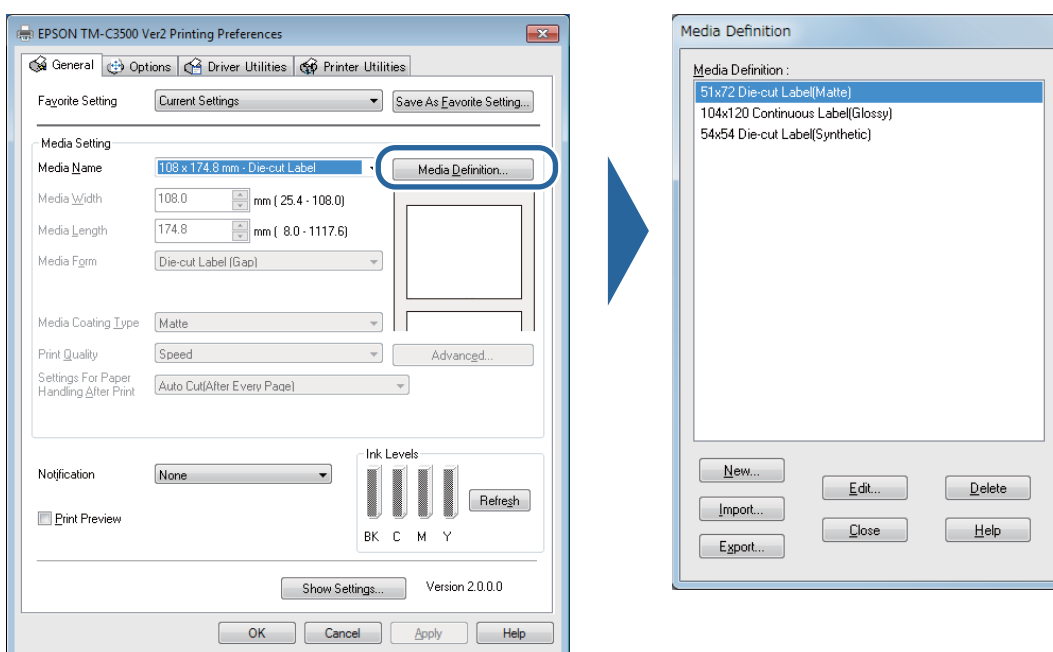 EPSON TM-C3500 Ver2 Printing Preferences
General Options Driver Utilities Printer Utilities
Favorite Setting Current Settings Save As Favorite Setting...
Media Setting
Media Name 108 x 174.8 mm - Die-cut Label Media Definition...
Media Width 108.0 mm ( 25.4 - 108.0)
Media Length 174.8 mm ( 8.0 - 1117.6)
Media Form Die-cut Label (Gap)
Media Coating Type Matte
Print Quality Speed Advanced...
Settings For Paper
Handling After Print Auto Cut(After Every Page)
Ink Levels
Notification None
Refresh
Print Preview
BK C M Y
Show Settings... Version 2.0.0.0
OK Cancel Apply Help
Media Definition
Media Definition :
51x72 Die-cut Label(Matte)
104x120 Continuous Label(Glossy)
54x54 Die-cut Label(Synthetic)
New...
Edit... Delete
Import...
Close Help
Export...